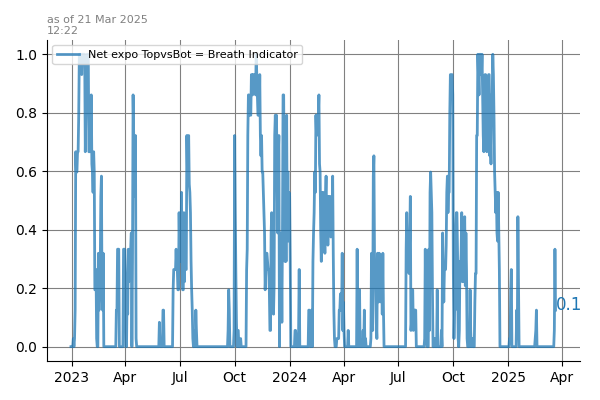 as of 21 Mar 2025
12:22
Net expo TopvsBot = Breath Indicator
1.0
0.8
0.6
0.4
0.2
0.0
0.1
2023 Apr Jul Oct 2024 Apr Jul Oct 2025 Apr